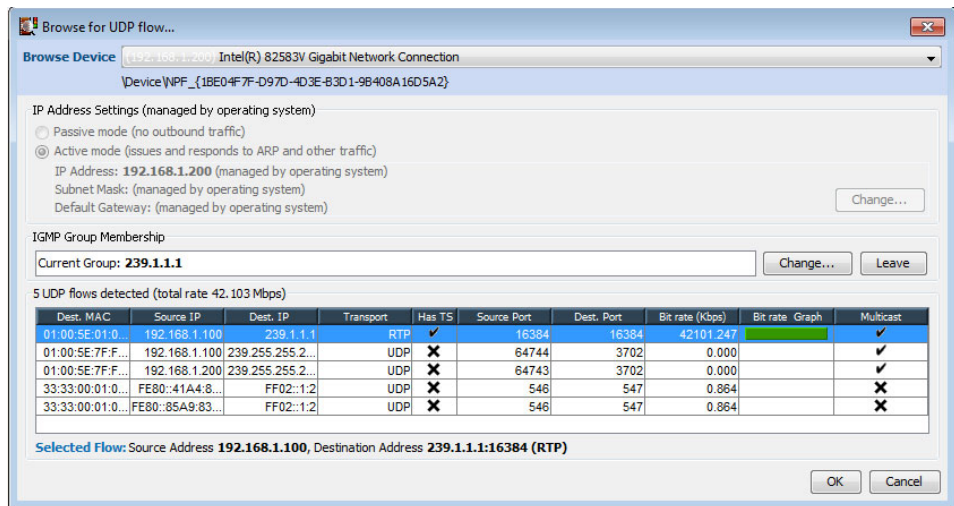 Browse for UDP flow...
Browse Device (192.168.1.200) Intel(R) 82583V Gigabit Network Connection
\Device\NPF_{1BE04F7F-D97D-4D3E-B3D1-9B408A16D5A2}
IP Address Settings (managed by operating system)
Passive mode (no outbound traffic)
Active mode (issues and responds to ARP and other traffic)
IP Address: 192.168.1.200 (managed by operating system)
Subnet Mask: (managed by operating system)
Default Gateway: (managed by operating system)
Change...
IGMP Group Membership
Current Group: 239.1.1.1 Change... Leave
5 UDP flows detected (total rate 42.103 Mbps)
Dest. MAC Source IP Dest. IP Transport Has TS Source Port Dest. Port Bit rate (Kbps) Bit rate Graph Multicast
01:00:5E:01:0... 192.168.1.100 239.1.1.1 RTP ✔ 16384 16384 42101.247 ✔
01:00:5E:7F:F... 192.168.1.100 239.255.255.2... UDP ✖ 64744 3702 0.000 ✔
01:00:5E:7F:F... 192.168.1.200 239.255.255.2... UDP ✖ 64743 3702 0.000 ✔
33:33:00:01:0... FE80::41A4:8... FF02::1:2 UDP ✖ 546 547 0.864 ✖
33:33:00:01:0... FE80::85A9:83... FF02::1:2 UDP ✖ 546 547 0.864 ✖
Selected Flow: Source Address 192.168.1.100, Destination Address 239.1.1.1:16384 (RTP)
OK Cancel